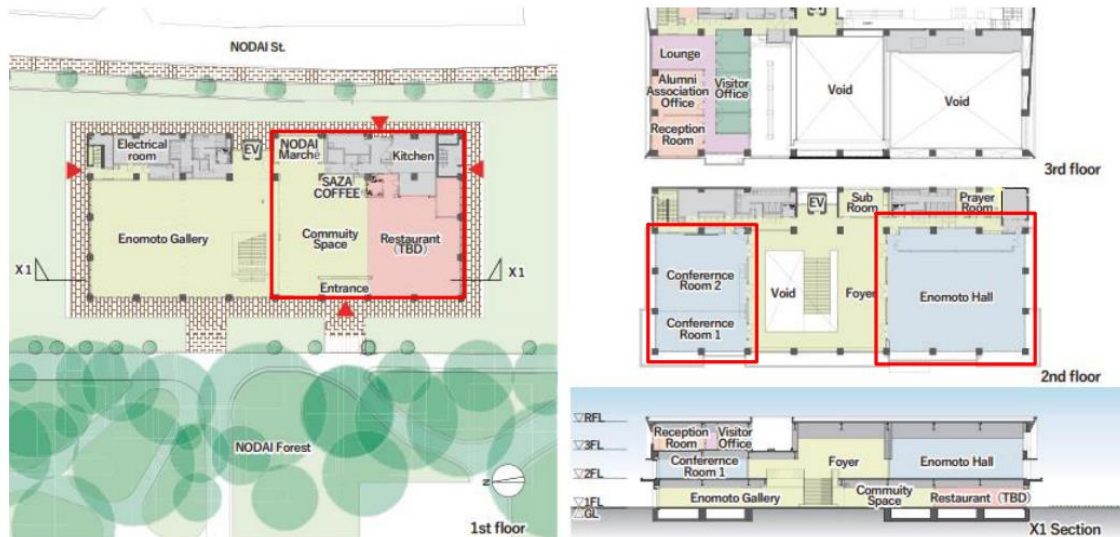 NODAI St.
Electrical
room
EV
NODAI
Marché
Kitchen
SAZA
COFFEE
Enomoto Gallery
Commuity
Space
Restaurant
(TBD)
X1
X1
Entrance
NODAI Forest
N
1st floor
Lounge
Alumni
Association
Office
Visitor
Office
Reception
Room
Void
Void
3rd floor
EV
Sub
Room
Prayer
Room
Conferernce
Room 2
Void
Foyer
Enomoto Hall
Conferernce
Room 1
2nd floor
RFL
3FL
2FL
1FL
GL
Reception
Room
Visitor
Office
Conferernce
Room 1
Foyer
Enomoto Hall
Enomoto Gallery
Commuity
Space
Restaurant (TBD)
X1 Section